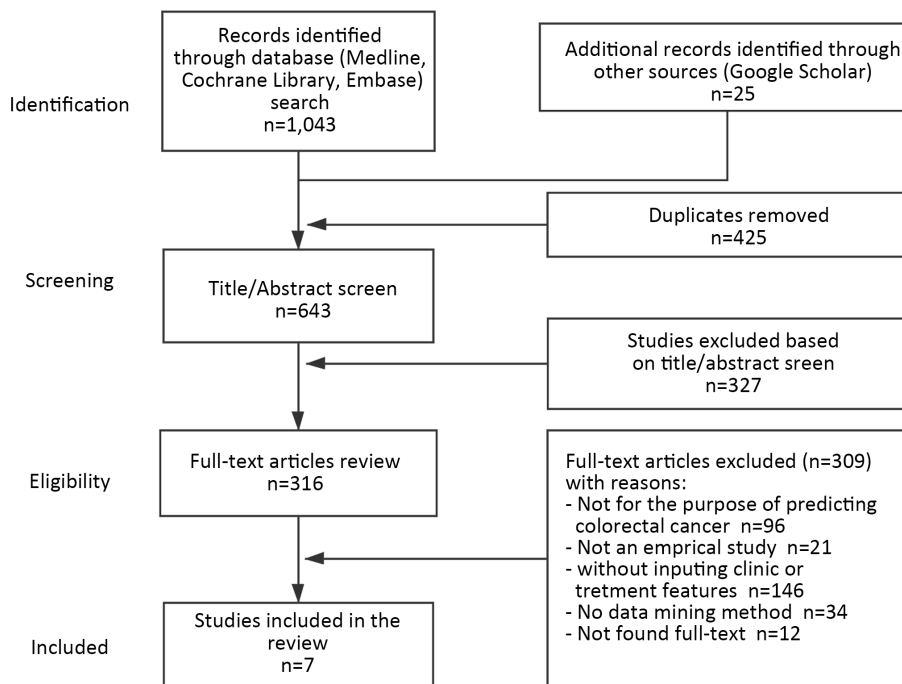 Records identified
through database (Medline,
Cochrane Library, Embase)
search
n=1,043
Additional records identified through
other sources (Google Scholar)
n=25
Identification
Duplicates removed
n=425
Screening
Title/Abstract screen
n=643
Studies excluded based
on title/abstract sreen
n=327
Eligibility
Full-text articles review
n=316
Full-text articles excluded (n=309)
with reasons:
- Not for the purpose of predicting
colorectal cancer n=96
- Not an emprical study n=21
- without inputing clinic or
tretment features n=146
- No data mining method n=34
- Not found full-text n=12
Included
Studies included in the
review
n=7